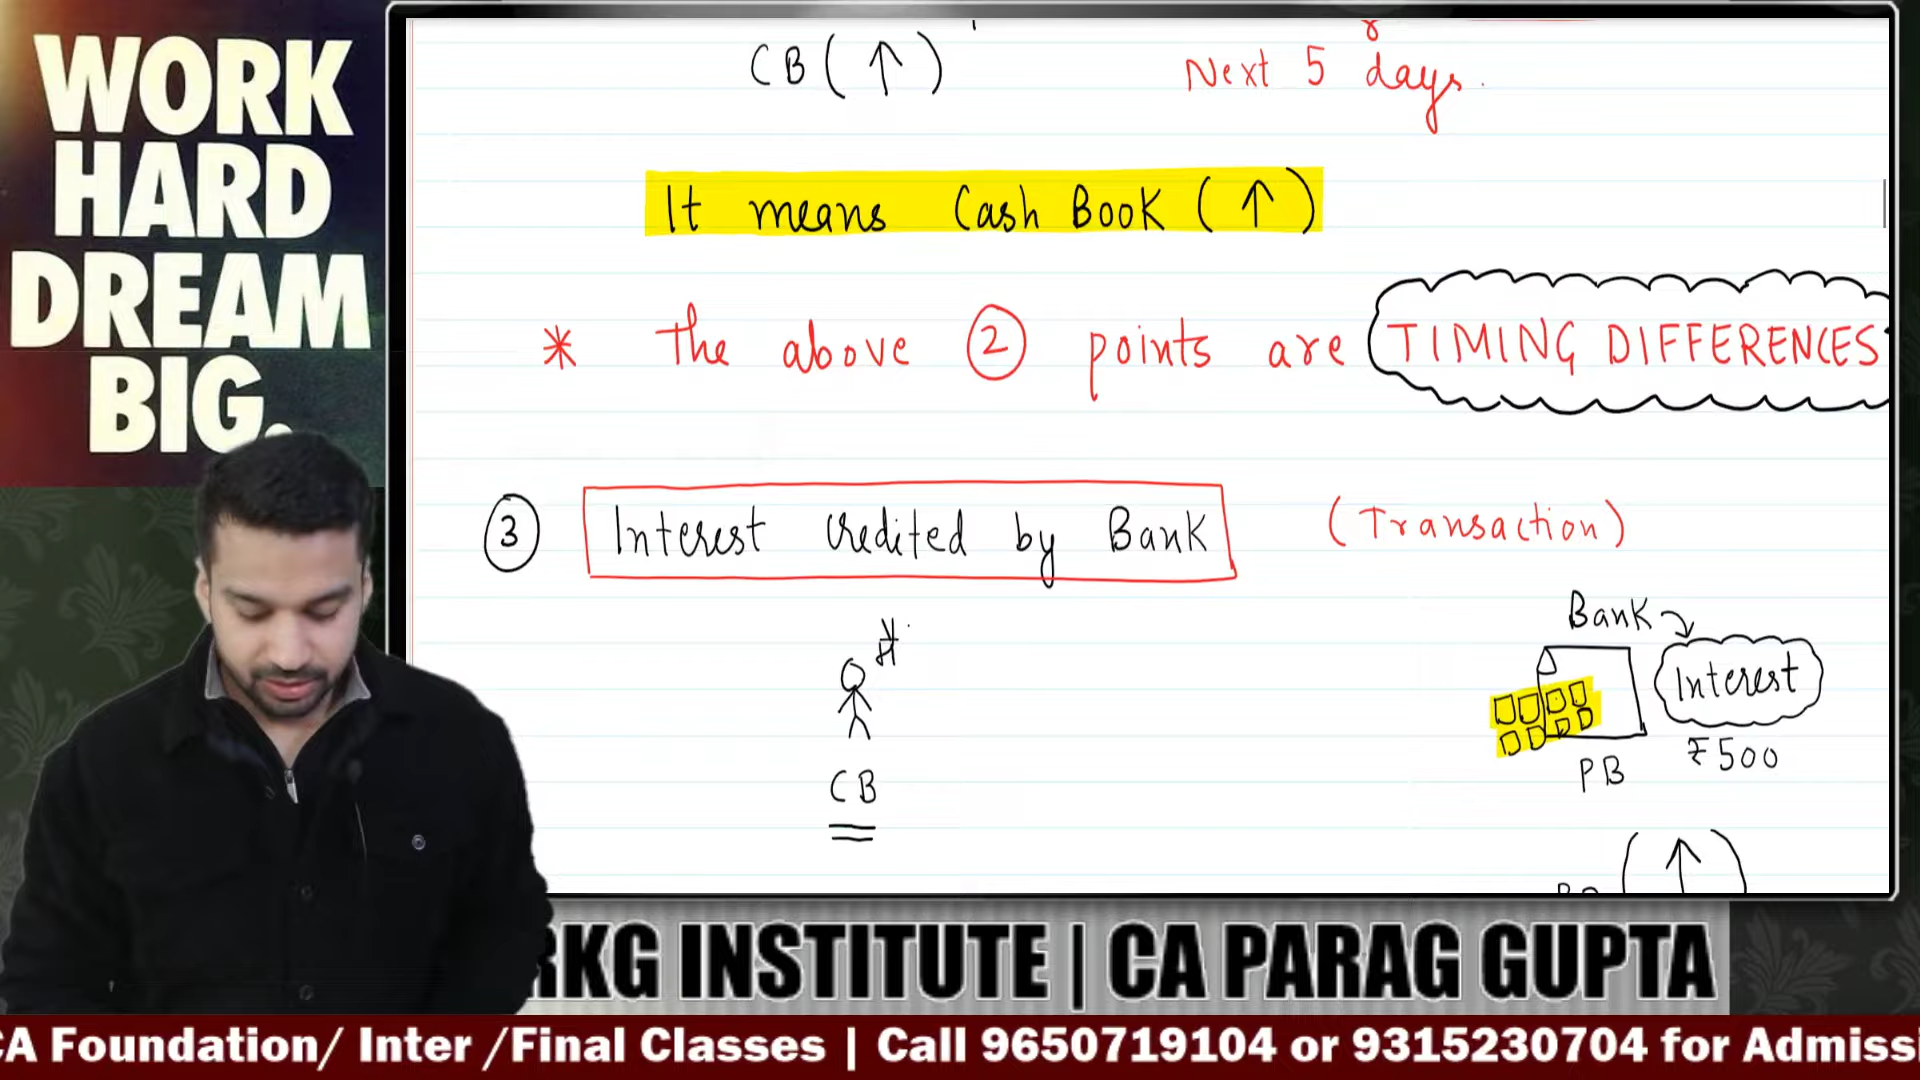 WORK
HARD
DREAM
BIG.
CB (↑)
Next 5 days.
It means Cash Book (↑)
* The above ② points are TIMING DIFFERENCES
③ Interest credited by Bank (Transaction)
Bank
Interest
₹500
PB
CB
(↑)
RKG INSTITUTE | CA PARAG GUPTA
CA Foundation/ Inter /Final Classes | Call 9650719104 or 9315230704 for Admissi